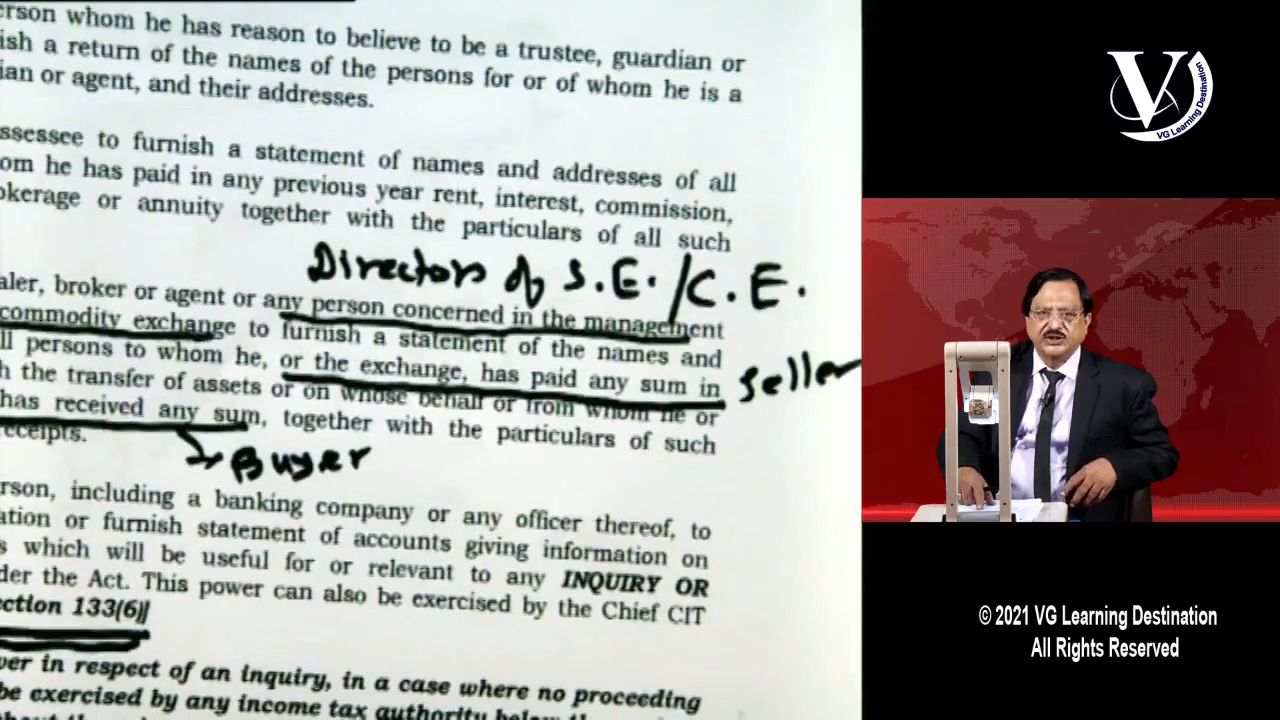 erson whom he has reason to believe to be a trustee, guardian or
ish a return of the names of the persons for or of whom he is a
ian or agent, and their addresses.
ssessee to furnish a statement of names and addresses of all
om he has paid in any previous year rent, interest, commission,
okerage or annuity together with the particulars of all such
Directors of S.E./C.E.
aler, broker or agent or any person concerned in the management
commodity exchange to furnish a statement of the names and
ll persons to whom he, or the exchange, has paid any sum in
Seller
h the transfer of assets or on whose behalf or from whom he or
has received any sum, together with the particulars of such
eceipts.
Buyer
rson, including a banking company or any officer thereof, to
ation or furnish statement of accounts giving information on
s which will be useful for or relevant to any INQUIRY OR
der the Act. This power can also be exercised by the Chief CIT
ection 133(6)]
ver in respect of an inquiry, in a case where no proceeding
be exercised by any income tax authority below the
V
VG Learning Destination
© 2021 VG Learning Destination
All Rights Reserved